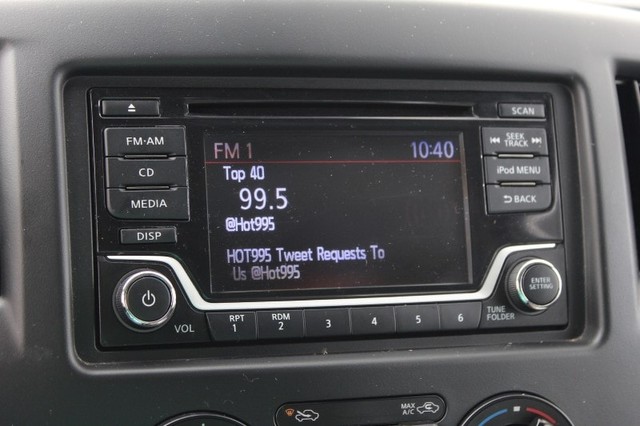 SCAN
FM·AM
CD
MEDIA
DISP
FM 1 10:40
Top 40
99.5
@Hot995
HOT995 Tweet Requests To
Us @Hot995
SEEK
TRACK
iPod MENU
BACK
VOL
RPT
1
RDM
2
3
4
5
6
ENTER
SETTING
TUNE
FOLDER
MAX
A/C